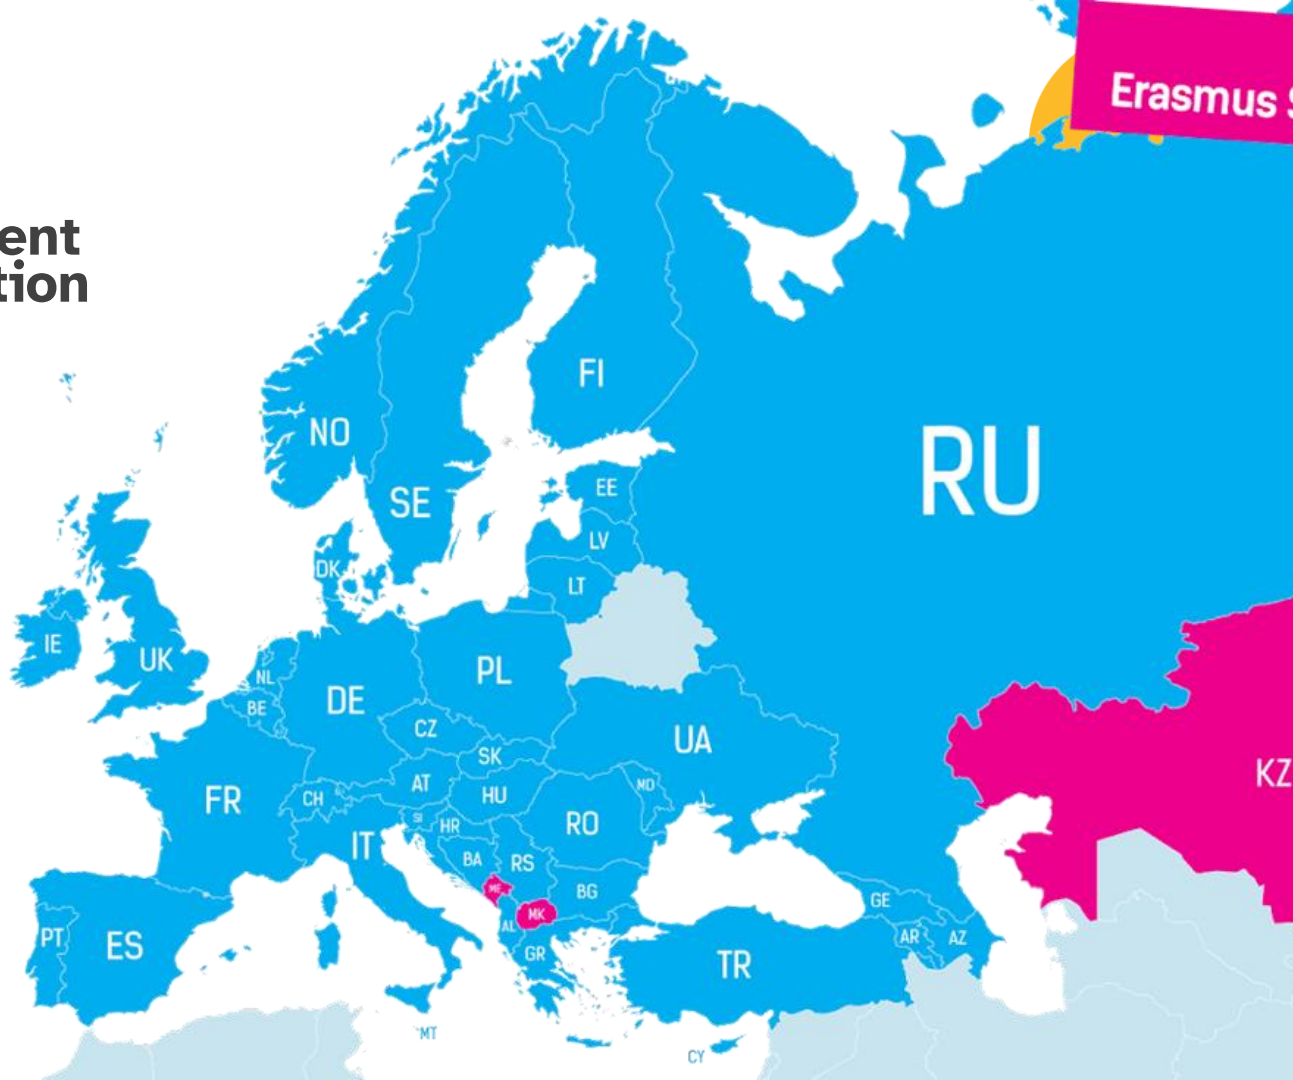 Erasmus
ent
tion
FI
NO
RU
SE
EE
LV
DK
LT
IE
UK
PL
NL
DE
BE
CZ
UA
SK
KZ
AT
MD
HU
CH
FR
SI
RO
HR
IT
BA
RS
ME
BG
GE
MK
AL
PT
AR
AZ
ES
GR
TR
MT
CY